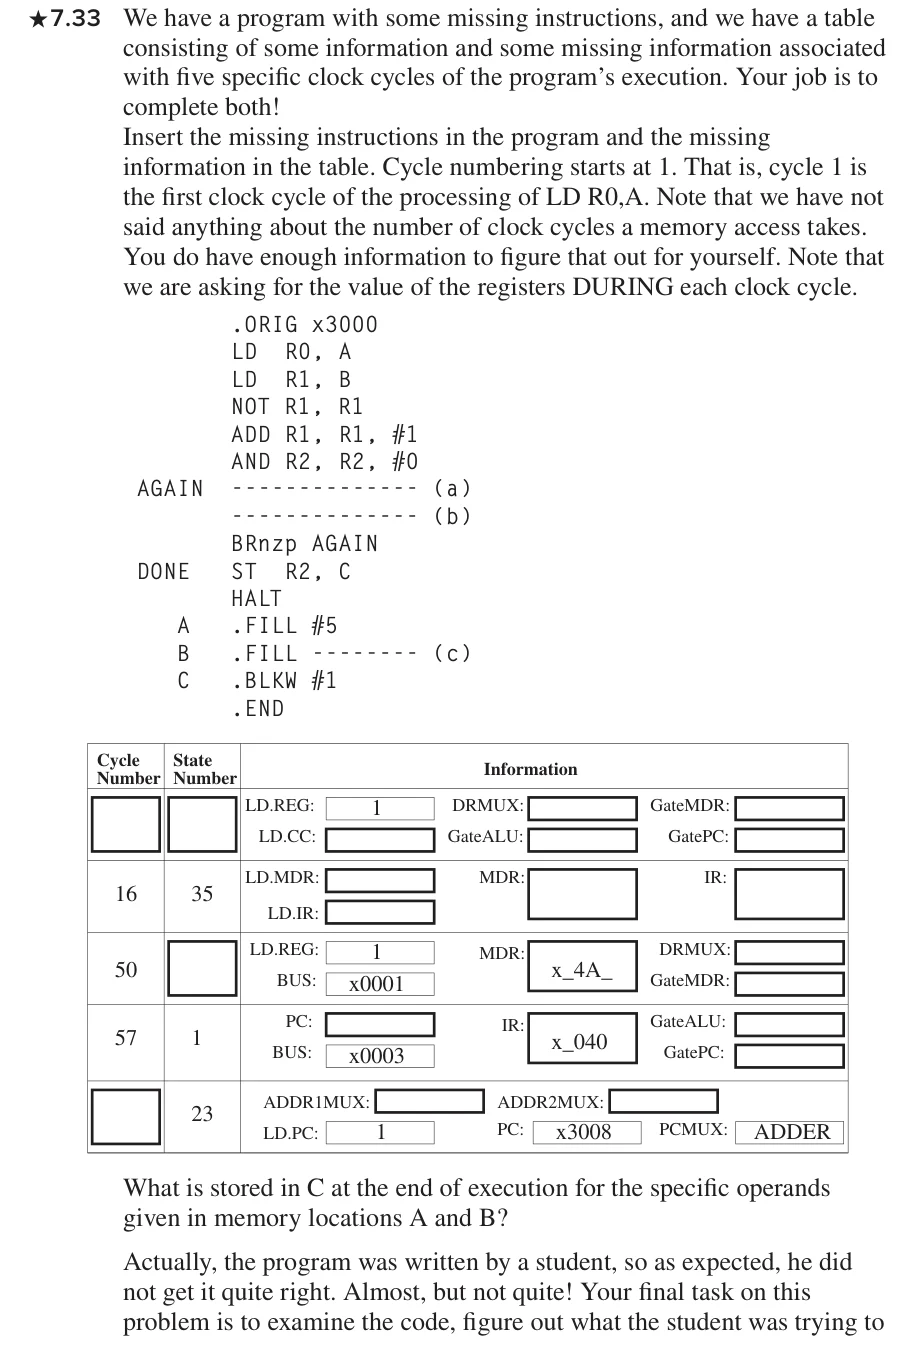 ★7.33 We have a program with some missing instructions, and we have a table
consisting of some information and some missing information associated
with five specific clock cycles of the program's execution. Your job is to
complete both!
Insert the missing instructions in the program and the missing
information in the table. Cycle numbering starts at 1. That is, cycle 1 is
the first clock cycle of the processing of LD R0,A. Note that we have not
said anything about the number of clock cycles a memory access takes.
You do have enough information to figure that out for yourself. Note that
we are asking for the value of the registers DURING each clock cycle.
.ORIG x3000
LD R0, A
LD R1, B
NOT R1, R1
ADD R1, R1, #1
AND R2, R2, #0
AGAIN -------------- (a)
-------------- (b)
BRnzp AGAIN
DONE ST R2, C
HALT
A .FILL #5
B .FILL -------- (c)
C .BLKW #1
.END
Cycle Number State Number Information
LD.REG: 1 DRMUX: GateMDR:
LD.CC: GateALU: GatePC:
16 35 LD.MDR: MDR: IR:
LD.IR:
50 LD.REG: 1 MDR: x_4A_ DRMUX:
BUS: x0001 GateMDR:
57 1 PC: IR: x_040 GateALU:
BUS: x0003 GatePC:
23 ADDR1MUX: ADDR2MUX:
LD.PC: 1 PC: x3008 PCMUX: ADDER
What is stored in C at the end of execution for the specific operands
given in memory locations A and B?
Actually, the program was written by a student, so as expected, he did
not get it quite right. Almost, but not quite! Your final task on this
problem is to examine the code, figure out what the student was trying to